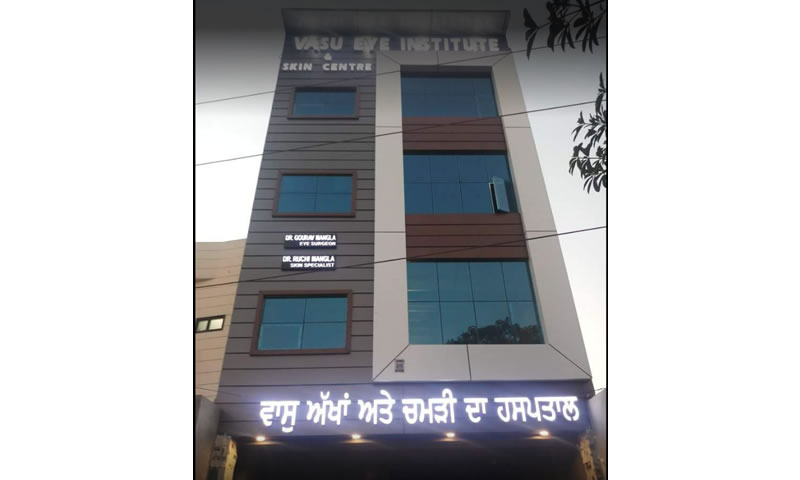 VASU EYE INSTITUTE
&
SKIN CENTRE
DR. GOURAV MANGLA
EYE SURGEON
DR. RUCHI MANGLA
SKIN SPECIALIST
ਵਾਸੂ ਅੱਖਾਂ ਅਤੇ ਚਮੜੀ ਦਾ ਹਸਪਤਾਲ